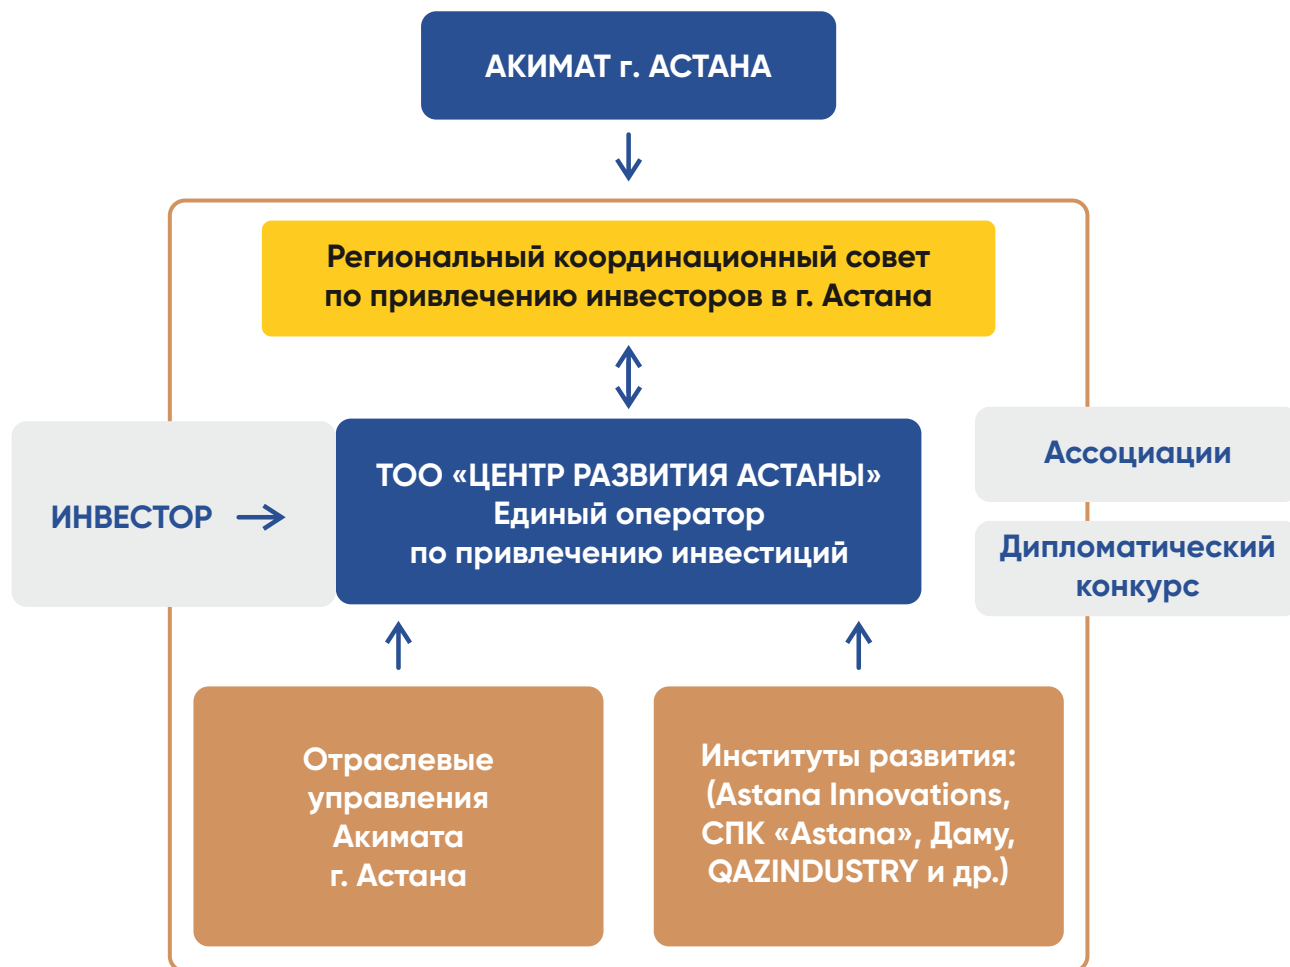 АКИМАТ г. АСТАНА
Региональный координационный совет
по привлечению инвесторов в г. Астана
ИНВЕСТОР
ТОО «ЦЕНТР РАЗВИТИЯ АСТАНЫ»
Единый оператор
по привлечению инвестиций
Ассоциации
Дипломатический
конкурс
Отраслевые
управления
Акимата
г. Астана
Институты развития:
(Astana Innovations,
СПК «Astana», Даму,
QAZINDUSTRY и др.)